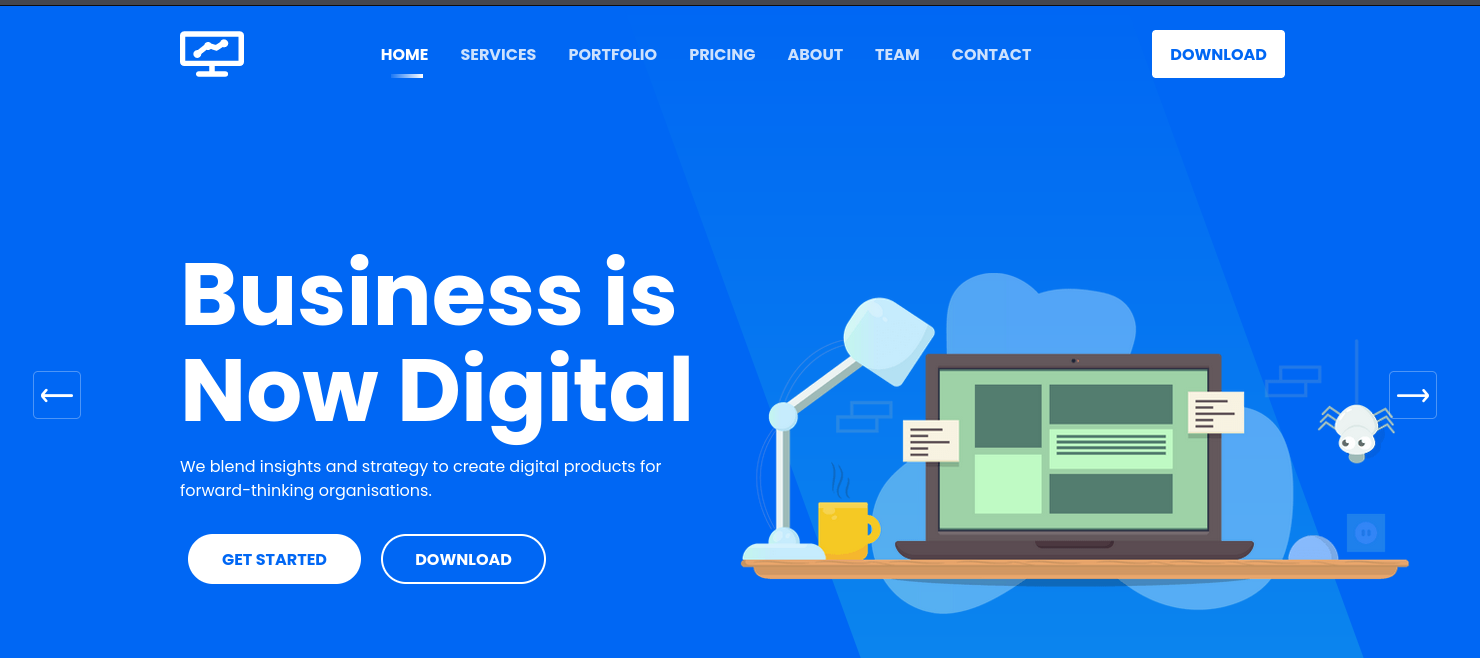 HOME SERVICES PORTFOLIO PRICING ABOUT TEAM CONTACT DOWNLOAD
Business is
Now Digital
We blend insights and strategy to create digital products for
forward-thinking organisations.
GET STARTED DOWNLOAD